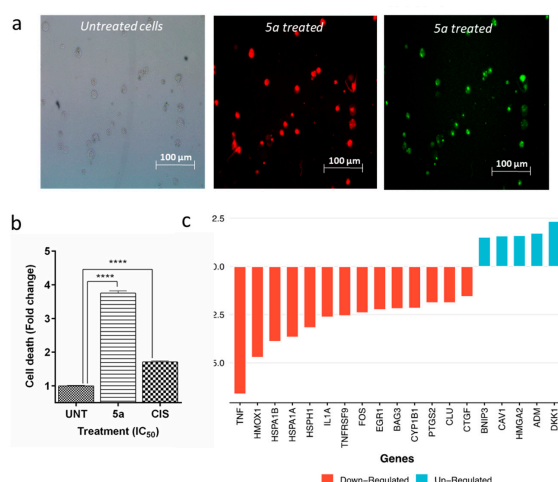 a
Untreated cells
5a treated
5a treated
100 µm
100 µm
100 µm
b
Cell death (Fold change)
5
4
3
2
1
0
****
****
UNT
5a
CIS
Treatment (IC50)
c
2.5
0.0
2.5
5.0
TNF
HMOX1
HSPA1B
HSPA1A
HSPH1
IL1A
TNFRSF9
FOS
EGR1
BAG3
CYP1B1
PTGS2
CLU
CTGF
BNIP3
CAV1
HMGA2
ADM
DKK1
Genes
Down-Regulated
Up-Regulated